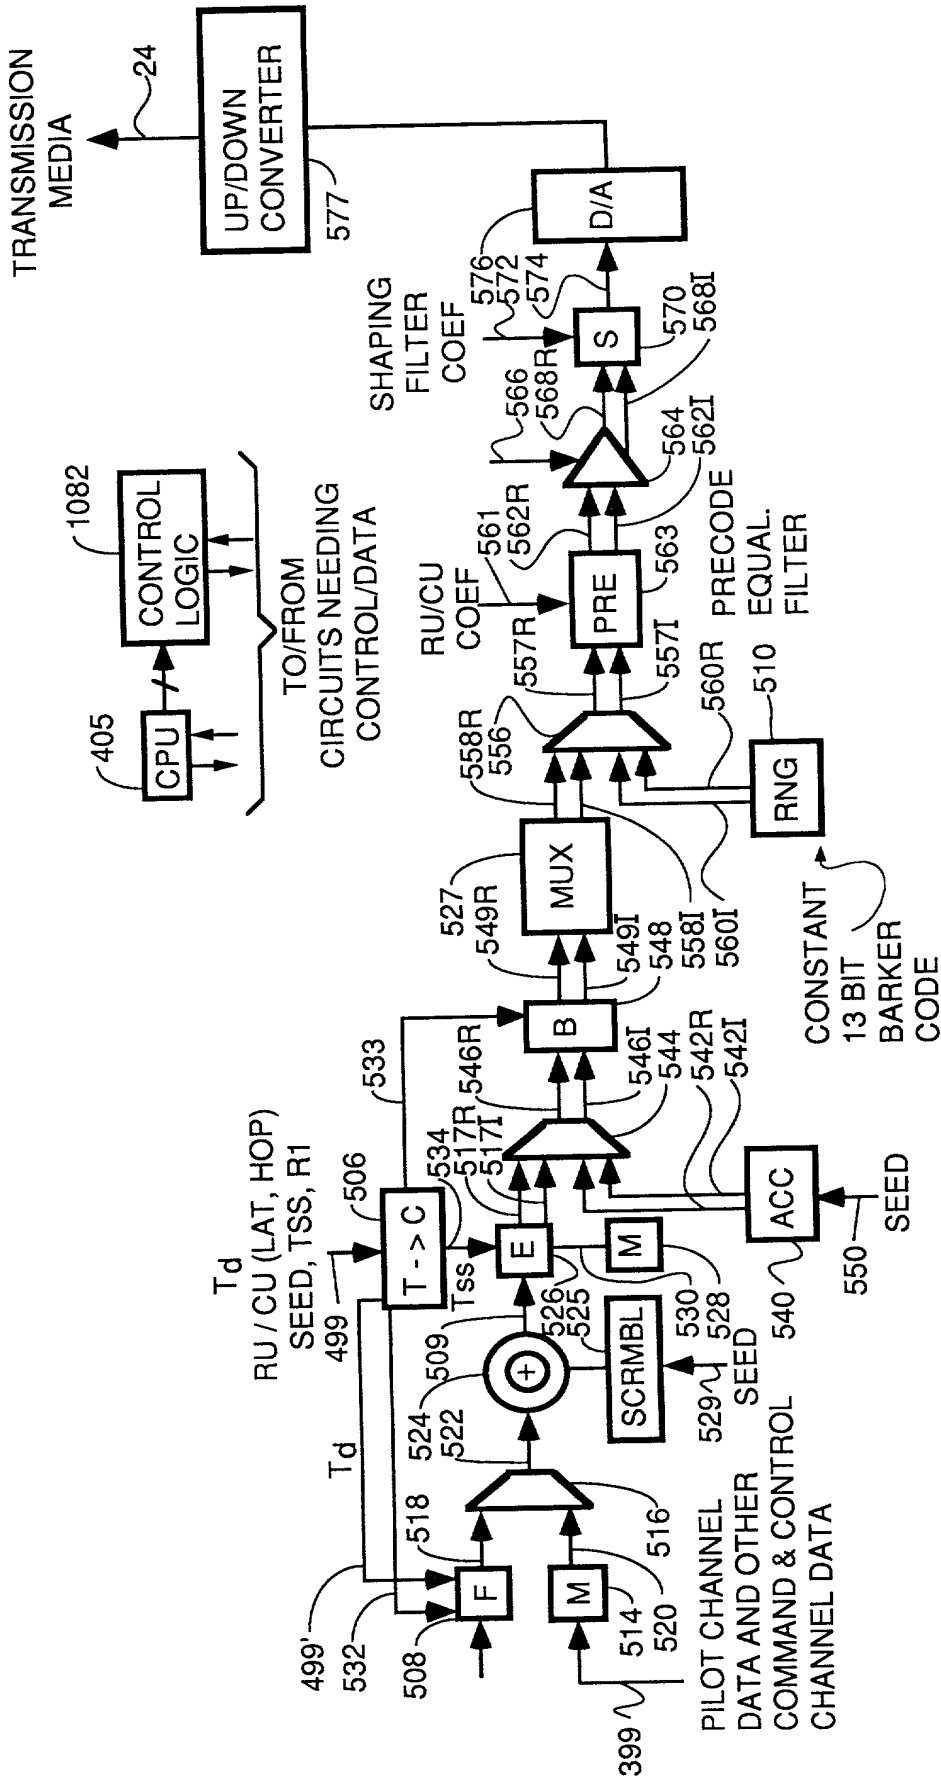 TRANSMISSION
MEDIA
24
UP/DOWN
CONVERTER
577
1082
CONTROL
LOGIC
405
CPU
TO/FROM
CIRCUITS NEEDING
CONTROL/DATA
SHAPING
FILTER
COEF
576
572
574
D/A
S
570
568I
566
568R
564
562I
RU/CU
COEF
561
562R
PRE
563
PRECODE
EQUAL.
FILTER
557R
557I
558R
556
560R
510
RNG
CONSTANT
13 BIT
BARKER
CODE
527
549R
MUX
549I
548
558I
560I
533
546R
B
546I
544
542R
542I
Td
RU / CU (LAT, HOP)
SEED, TSS, R1
499
506
T - > C
534
517R
517I
Tss
E
526
525
M
530
528
ACC
540
550
SEED
509
524
522
+
SCRMBL
529
SEED
Td
499'
532
508
518
F
M
516
514
520
399
PILOT CHANNEL
DATA AND OTHER
COMMAND & CONTROL
CHANNEL DATA